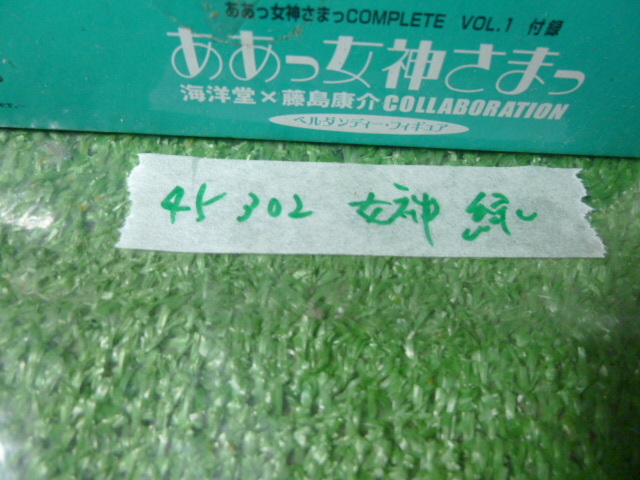 ああっ女神さまっCOMPLETE VOL.1 付録
ああっ女神さまっ
海洋堂×藤島康介COLLABORATION
ベルダンディー・フィギュア
45 302 女神